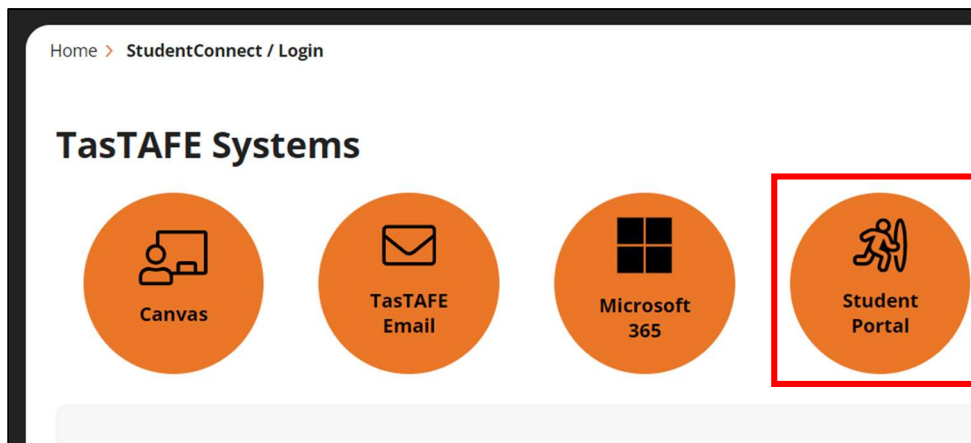 Home > StudentConnect / Login
TasTAFE Systems
Canvas
TasTAFE
Email
Microsoft
365
Student
Portal